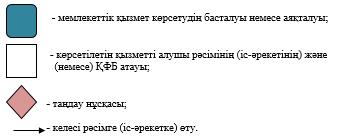 - мемлекеттік қызмет көрсетудің басталуы немесе аяқталуы;
- көрсетілетін қызметті алушы рәсімінің (іс-әрекетінің) және
(немесе) ҚФБ атауы;
- таңдау нұсқасы;
- келесі рәсімге (іс-әрекетке) өту.